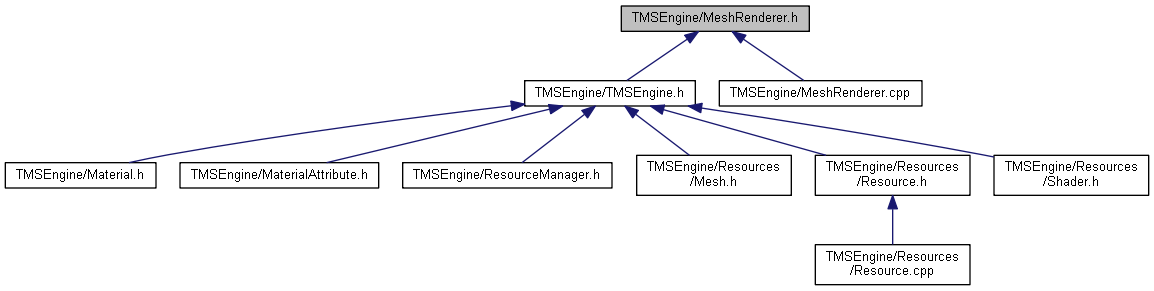 TMSEngine/MeshRenderer.h
TMSEngine/TMSEngine.h
TMSEngine/MeshRenderer.cpp
TMSEngine/Material.h
TMSEngine/MaterialAttribute.h
TMSEngine/ResourceManager.h
TMSEngine/Resources
/Mesh.h
TMSEngine/Resources
/Resource.h
TMSEngine/Resources
/Shader.h
TMSEngine/Resources
/Resource.cpp